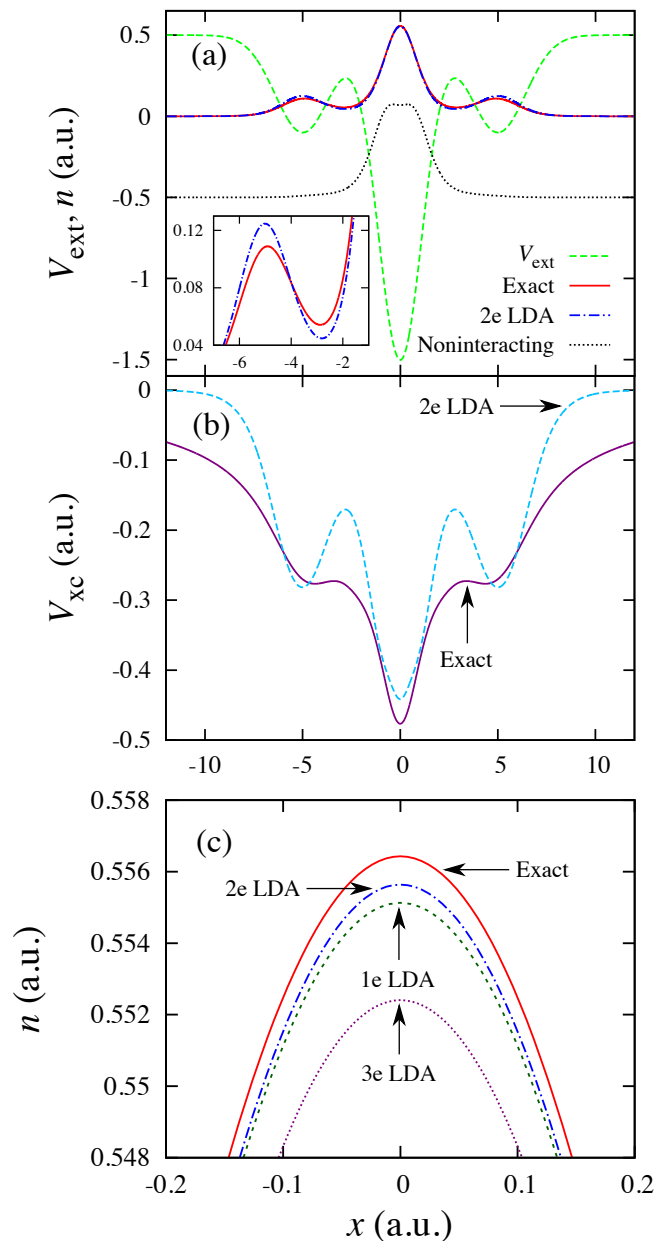 (a)
0.5
0
-0.5
-1
-1.5
V_ext, n (a.u.)
0.12
0.08
0.04
-6 -4 -2
V_ext
Exact
2e LDA
Noninteracting
(b)
2e LDA
0
-0.1
-0.2
-0.3
-0.4
-0.5
V_xc (a.u.)
Exact
-10 -5 0 5 10
0.558
(c)
0.556
Exact
2e LDA
0.554
n (a.u.)
1e LDA
0.552
3e LDA
0.55
0.548
-0.2 -0.1 0 0.1 0.2
x (a.u.)